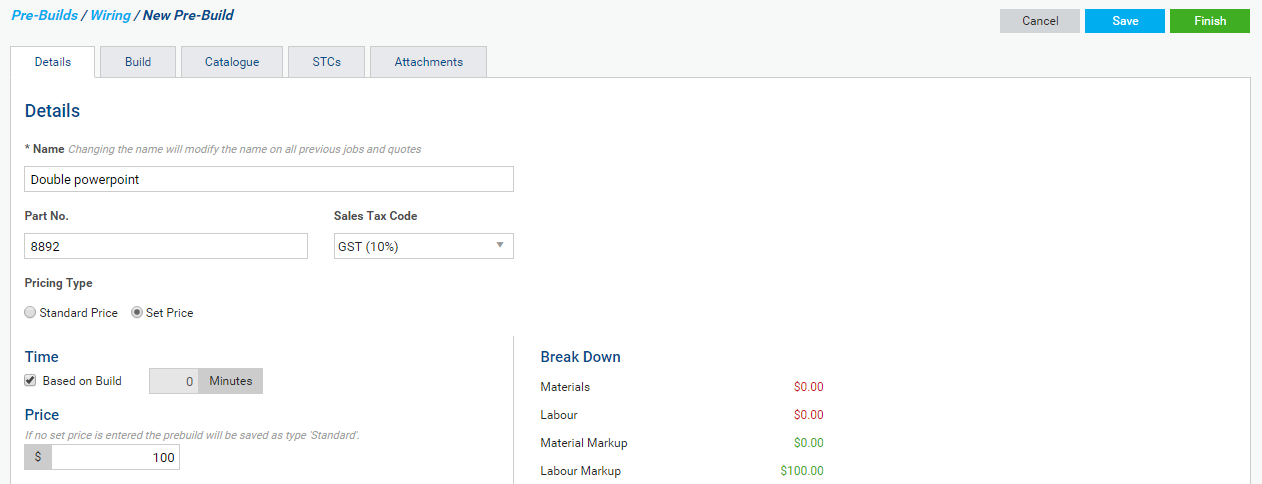 Pre-Builds / Wiring / New Pre-Build
Cancel Save Finish
Details Build Catalogue STCs Attachments
Details
* Name Changing the name will modify the name on all previous jobs and quotes
Double powerpoint
Part No. Sales Tax Code
8892 GST (10%)
Pricing Type
Standard Price Set Price
Time
Based on Build 0 Minutes
Price
If no set price is entered the prebuild will be saved as type 'Standard'.
$ 100
Break Down
Materials $0.00
Labour $0.00
Material Markup $0.00
Labour Markup $100.00